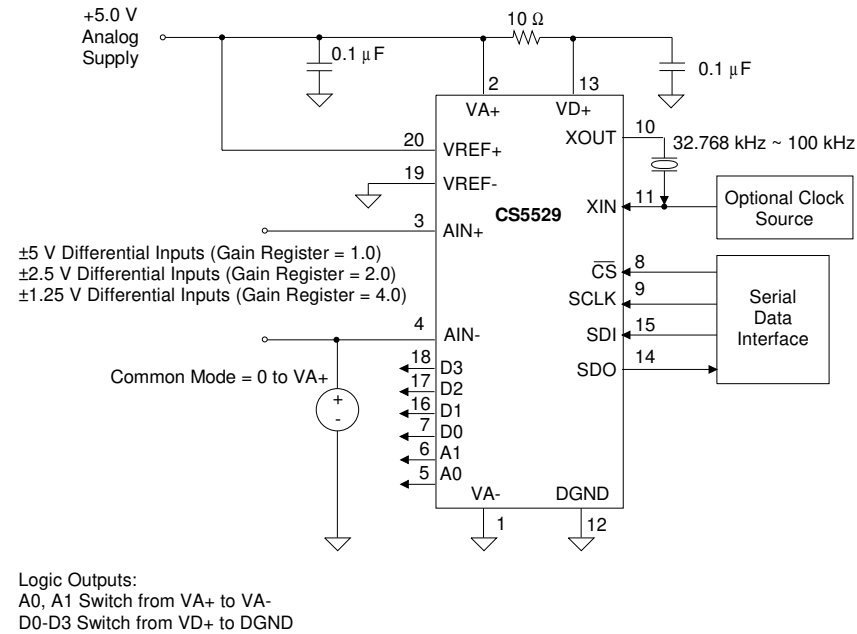 +5.0 V
Analog
Supply
10 Ω
0.1 µF
0.1 µF
2
13
VA+
VD+
20
VREF+
XOUT
10
32.768 kHz ~ 100 kHz
19
VREF-
CS5529
XIN
11
Optional Clock
Source
3
AIN+
±5 V Differential Inputs (Gain Register = 1.0)
±2.5 V Differential Inputs (Gain Register = 2.0)
±1.25 V Differential Inputs (Gain Register = 4.0)
CS
8
SCLK
9
SDI
15
SDO
14
Serial
Data
Interface
4
AIN-
Common Mode = 0 to VA+
+
-
18
D3
17
D2
16
D1
7
D0
6
A1
5
A0
VA-
DGND
1
12
Logic Outputs:
A0, A1 Switch from VA+ to VA-
D0-D3 Switch from VD+ to DGND